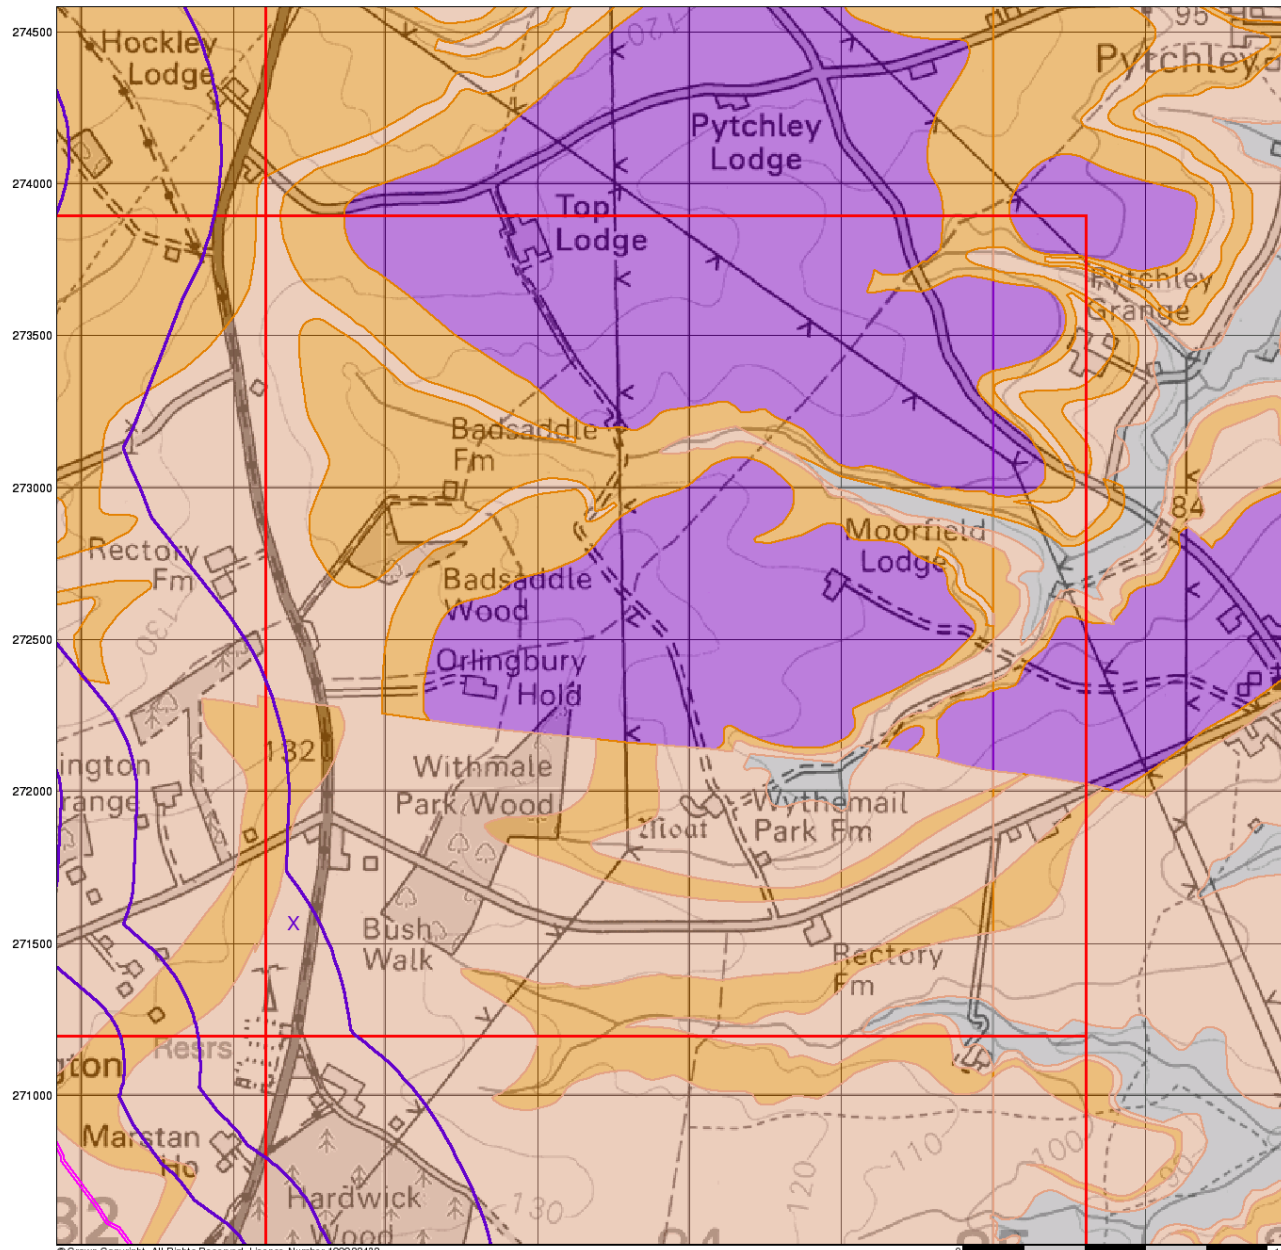 274500
274000
273500
273000
272500
272000
271500
271000
Hockley
Lodge
120
95
Pytchley
Pytchley
Lodge
Top
Lodge
Pytchley
Grange
Badsaddle
Fm
84
Rectory
Fm
Moorfield
Lodge
Badsaddle
Wood
130
Orlingbury
Hold
132
ington
range
Withmale
Park Wood
Moat
Wythemail
Park Fm
X
Bush
Walk
Rectory
Fm
Resrs
gton
Marstan
Ho
110
100
90
120
130
Hardwick
Wood
82